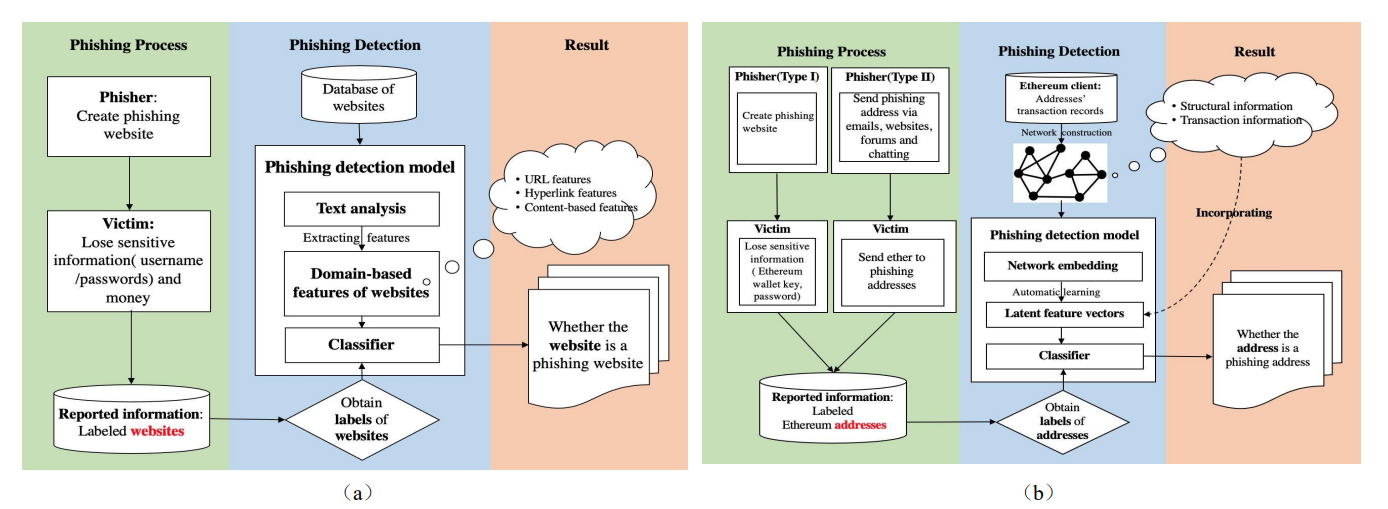 Phishing Process
Phishing Detection
Result
Phisher:
Create phishing
website
Victim:
Lose sensitive
information( username
/passwords) and
money
Reported information:
Labeled websites
Database of
websites
Phishing detection model
Text analysis
Extracting features
Domain-based
features of websites
Classifier
Obtain
labels of
websites
• URL features
• Hyperlink features
• Content-based features
Whether the
website is a
phishing website
(a)
Phishing Process
Phishing Detection
Result
Phisher(Type I)
Create phishing
website
Phisher(Type II)
Send phishing
address via
emails, websites,
forums and
chatting
Victim
Lose sensitive
information
( Ethereum
wallet key,
password)
Victim
Send ether to
phishing
addresses
Reported information:
Labeled
Ethereum addresses
Ethereum client:
Addresses'
transaction records
Network construction
Phishing detection model
Network embedding
Automatic learning
Latent feature vectors
Classifier
Obtain
labels of
addresses
• Structural information
• Transaction information
Incorporating
Whether the
address is a
phishing address
(b)